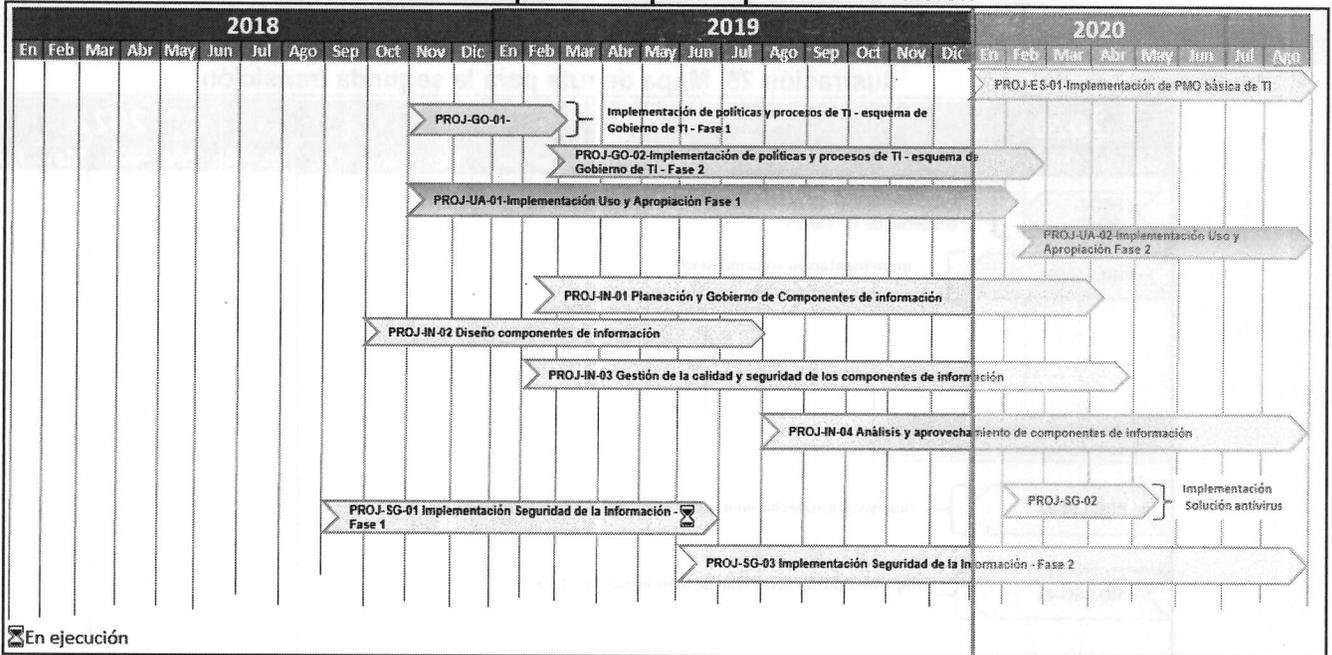 2018 2019 2020
En Feb Mar Abr May Jun Jul Ago Sep Oct Nov Dic En Feb Mar Abr May Jun Jul Ago Sep Oct Nov Dic En Feb Mar Abr May Jun Jul Ago
PROJ-ES-01-Implementación de PMO básica de TI
PROJ-GO-01-
Implementación de políticas y procesos de TI - esquema de
Gobierno de TI - Fase 1
PROJ-GO-02-Implementación de políticas y procesos de TI - esquema de
Gobierno de TI - Fase 2
PROJ-UA-01-Implementación Uso y Apropiación Fase 1
PROJ-UA-02-Implementación Uso y
Apropiación Fase 2
PROJ-IN-01 Planeación y Gobierno de Componentes de información
PROJ-IN-02 Diseño componentes de información
PROJ-IN-03 Gestión de la calidad y seguridad de los componentes de información
PROJ-IN-04 Análisis y aprovechamiento de componentes de información
PROJ-SG-02
Implementación
Solución antivirus
PROJ-SG-01 Implementación Seguridad de la Información -
Fase 1
PROJ-SG-03 Implementación Seguridad de la Información - Fase 2
En ejecución